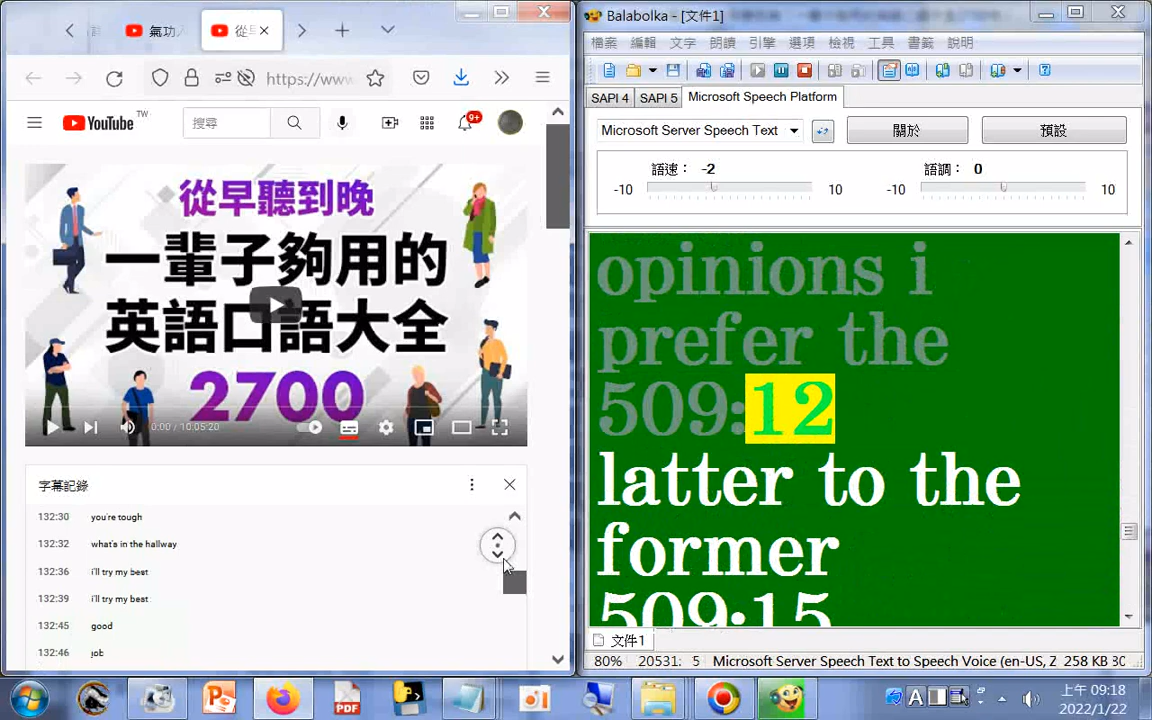 氣功
從
https://www
YouTube TW
搜尋
9+
從早聽到晚
一輩子夠用的
英語口語大全
2700
0:00 / 10:05:20
字幕記錄
132:30 you're tough
132:32 what's in the hallway
132:36 i'll try my best
132:39 i'll try my best
132:45 good
132:46 job
Balabolka - [文件1]
檔案 編輯 文字 朗讀 引擎 選項 檢視 工具 書籤 說明
SAPI 4 SAPI 5 Microsoft Speech Platform
Microsoft Server Speech Text 關於 預設
語速： -2 語調： 0
-10 10 -10 10
opinions i
prefer the
509:12
latter to the
former
509:15
文件1
80% 20531: 5 Microsoft Server Speech Text to Speech Voice (en-US, Z 258 KB
PDF
A
上午 09:18
2022/1/22